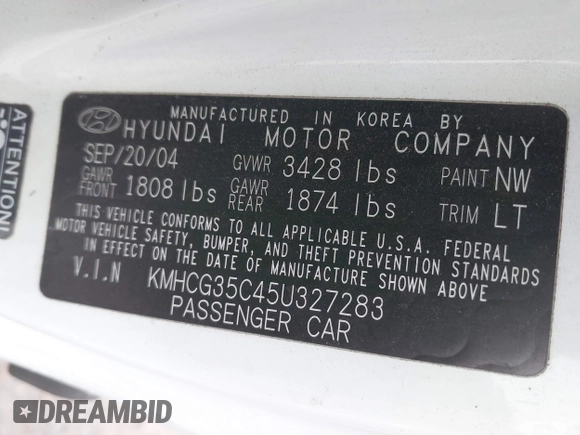 ATTENTION!
MANUFACTURED IN KOREA BY
HYUNDAI MOTOR COMPANY
SEP/20/04 GVWR 3428 lbs PAINT NW
GAWR FRONT 1808 lbs GAWR REAR 1874 lbs TRIM LT
THIS VEHICLE CONFORMS TO ALL APPLICABLE U.S.A. FEDERAL
MOTOR VEHICLE SAFETY, BUMPER, AND THEFT PREVENTION STANDARDS
IN EFFECT ON THE DATE OF MANUFACTURE SHOWN ABOVE
V.I.N KMHCG35C45U327283
PASSENGER CAR
DREAMBID